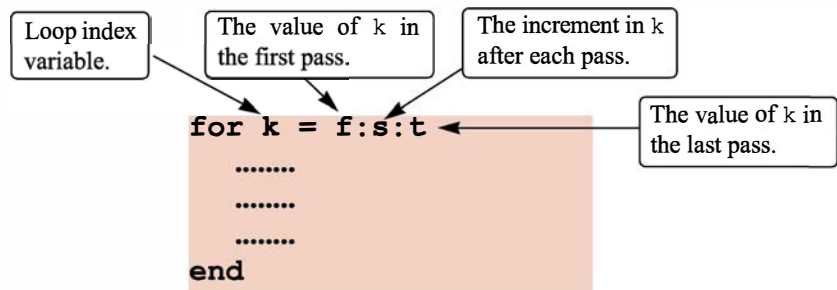 Loop index
variable.
The value of k in
the first pass.
The increment in k
after each pass.
The value of k in
the last pass.
for k = f:s:t
........
........
........
end